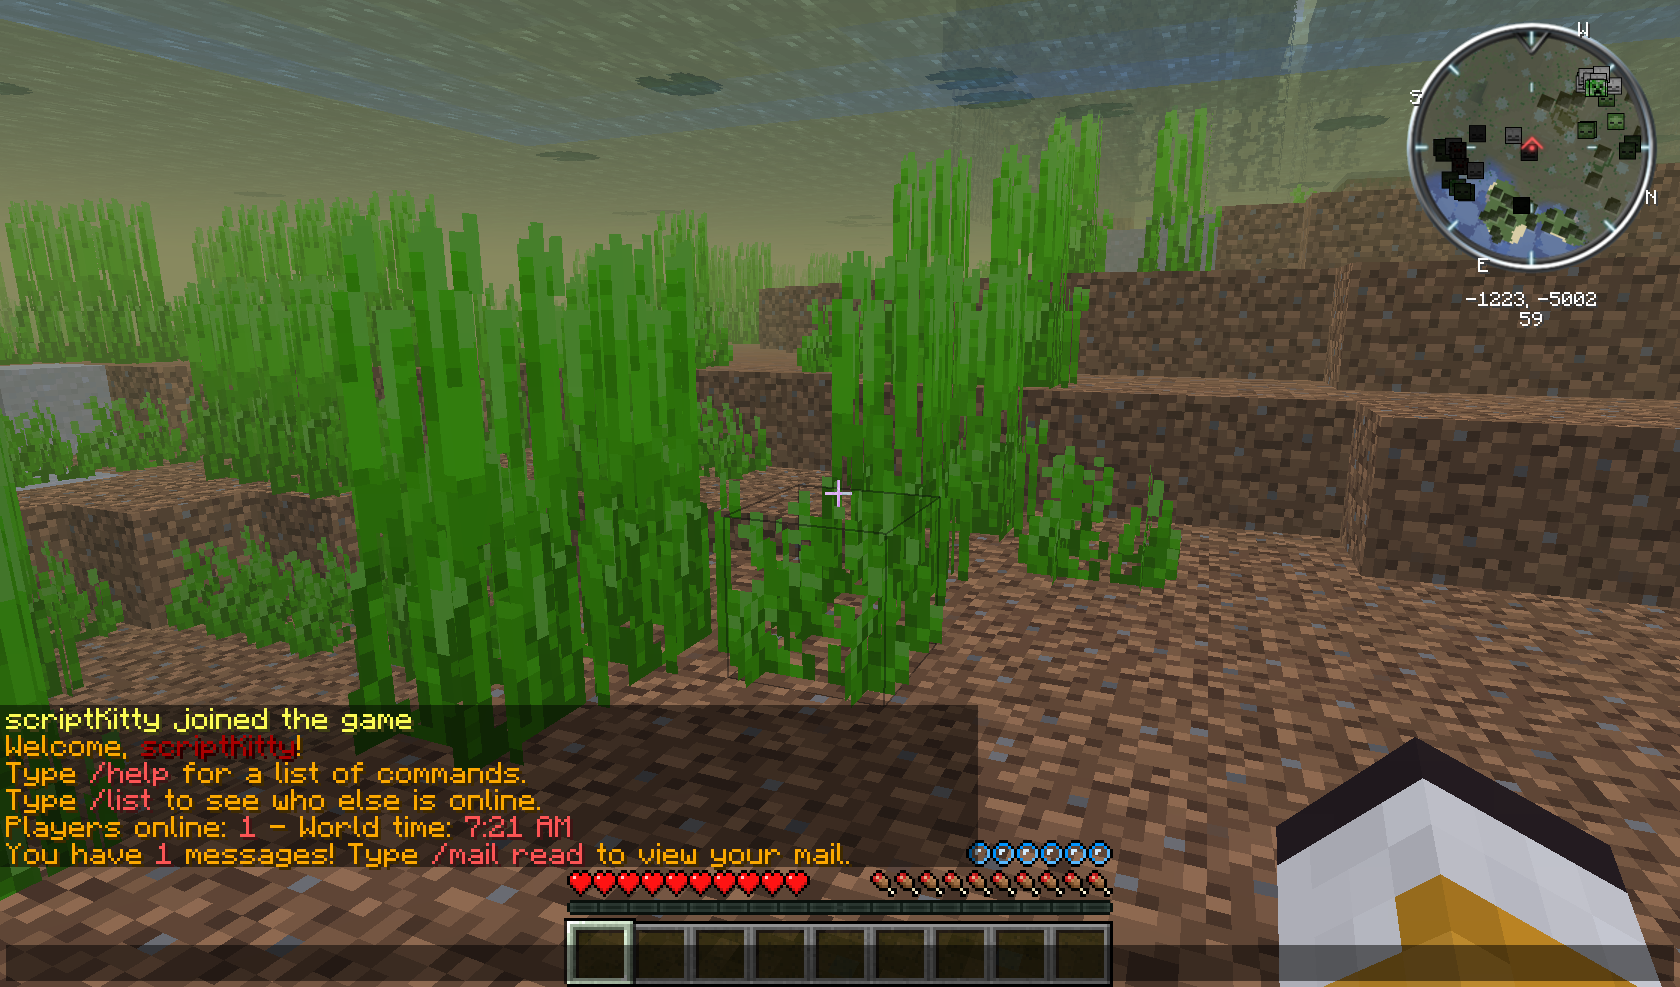 W
S
N
E
-1223, -5002
59
scriptKitty joined the game
Welcome, scriptKitty!
Type /help for a list of commands.
Type /list to see who else is online.
Players online: 1 - World time: 7:21 AM
You have 1 messages! Type /mail read to view your mail.